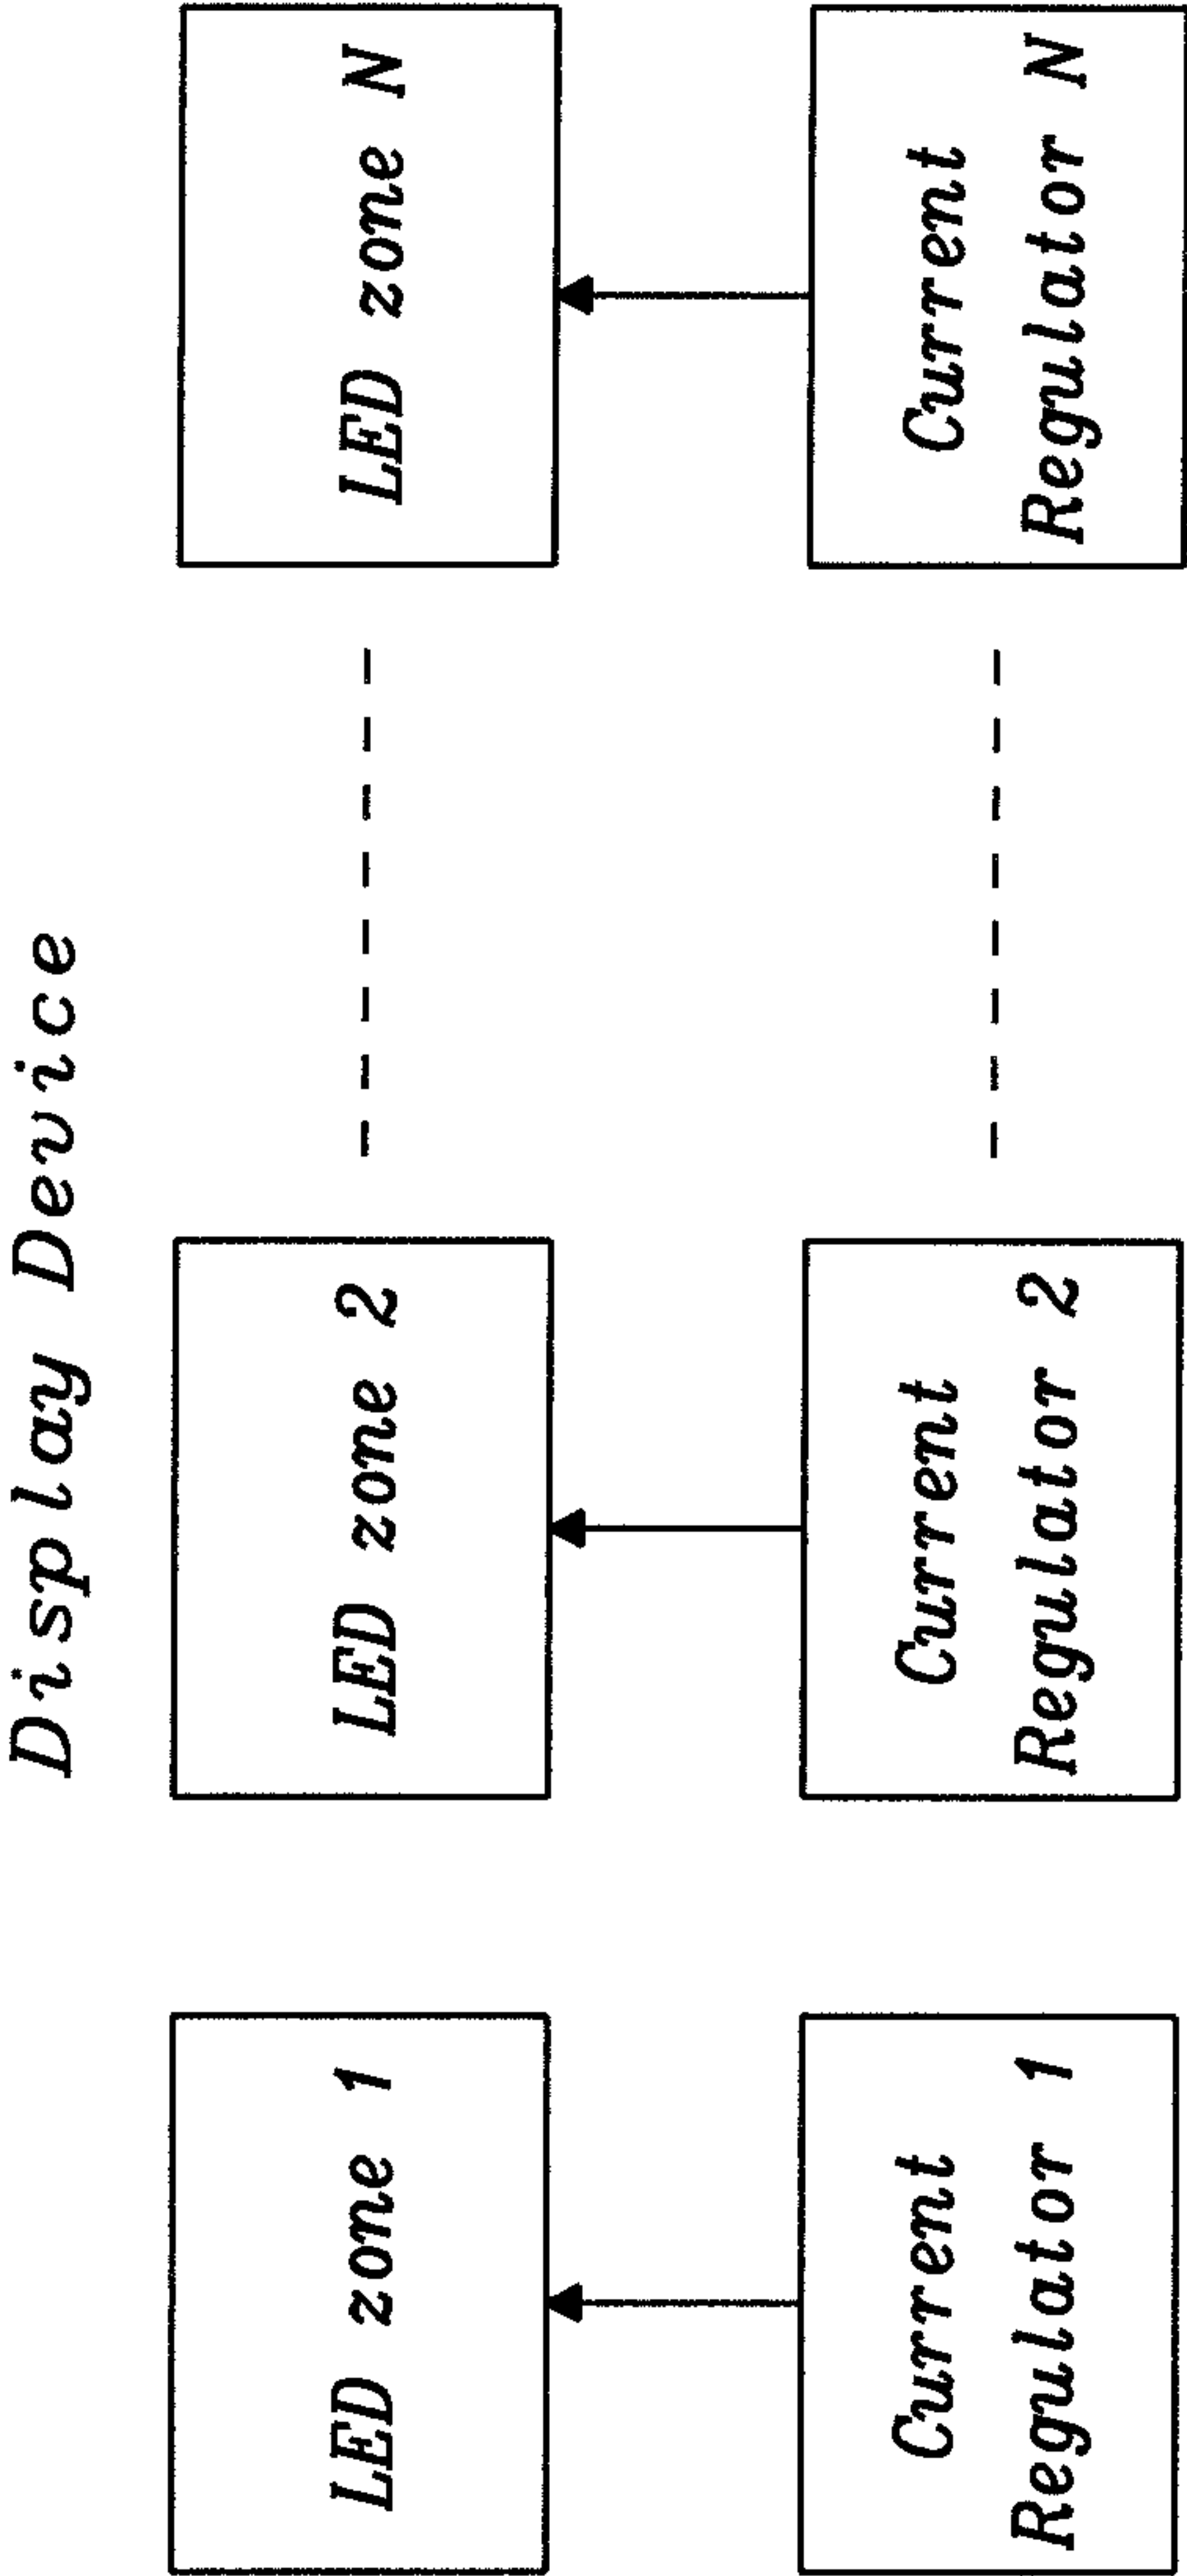 Display Device
LED zone 1
LED zone 2
LED zone N
Current
Regulator 1
Current
Regulator 2
Current
Regulator N